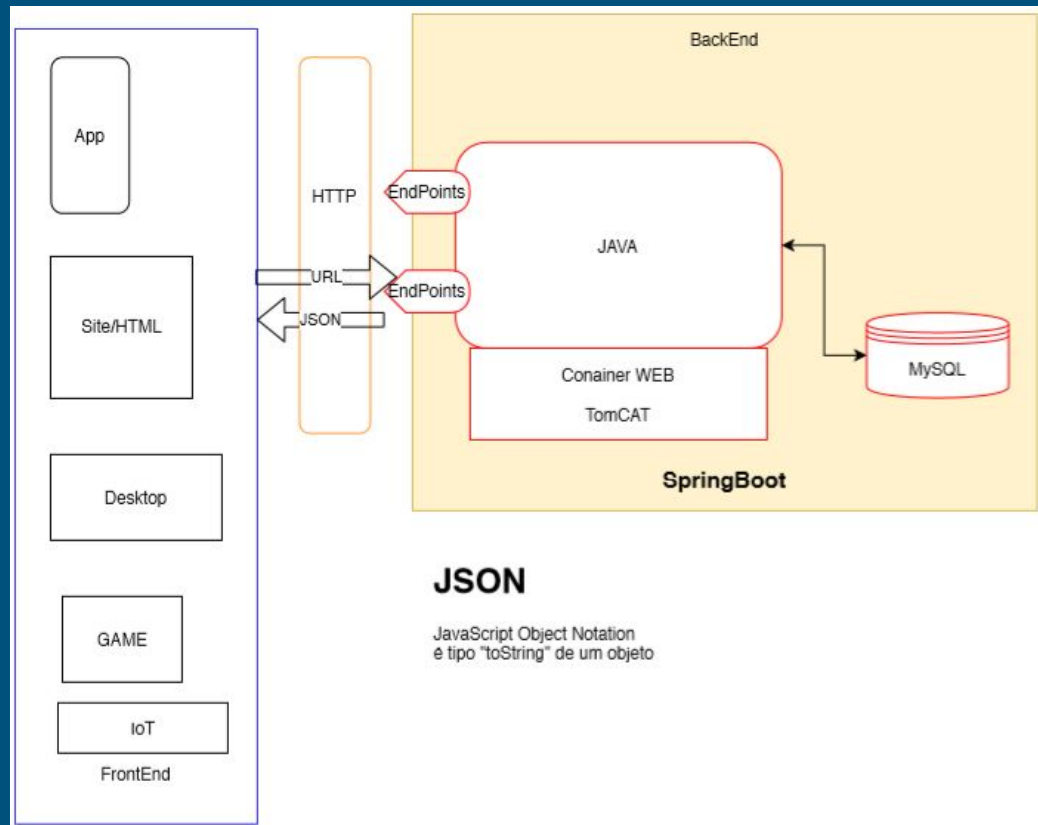 BackEnd
App
HTTP
EndPoints
JAVA
URL
EndPoints
JSON
Site/HTML
MySQL
Conainer WEB
TomCAT
SpringBoot
Desktop
JSON
JavaScript Object Notation
é tipo "toString" de um objeto
GAME
IoT
FrontEnd